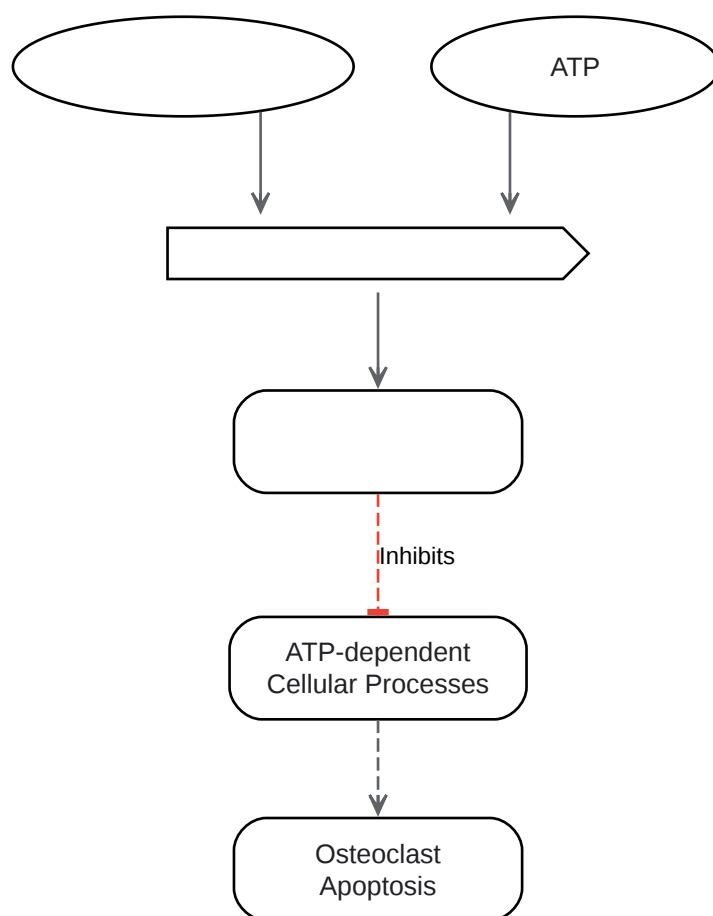 ATP
Inhibits
ATP-dependent
Cellular Processes
Osteoclast
Apoptosis